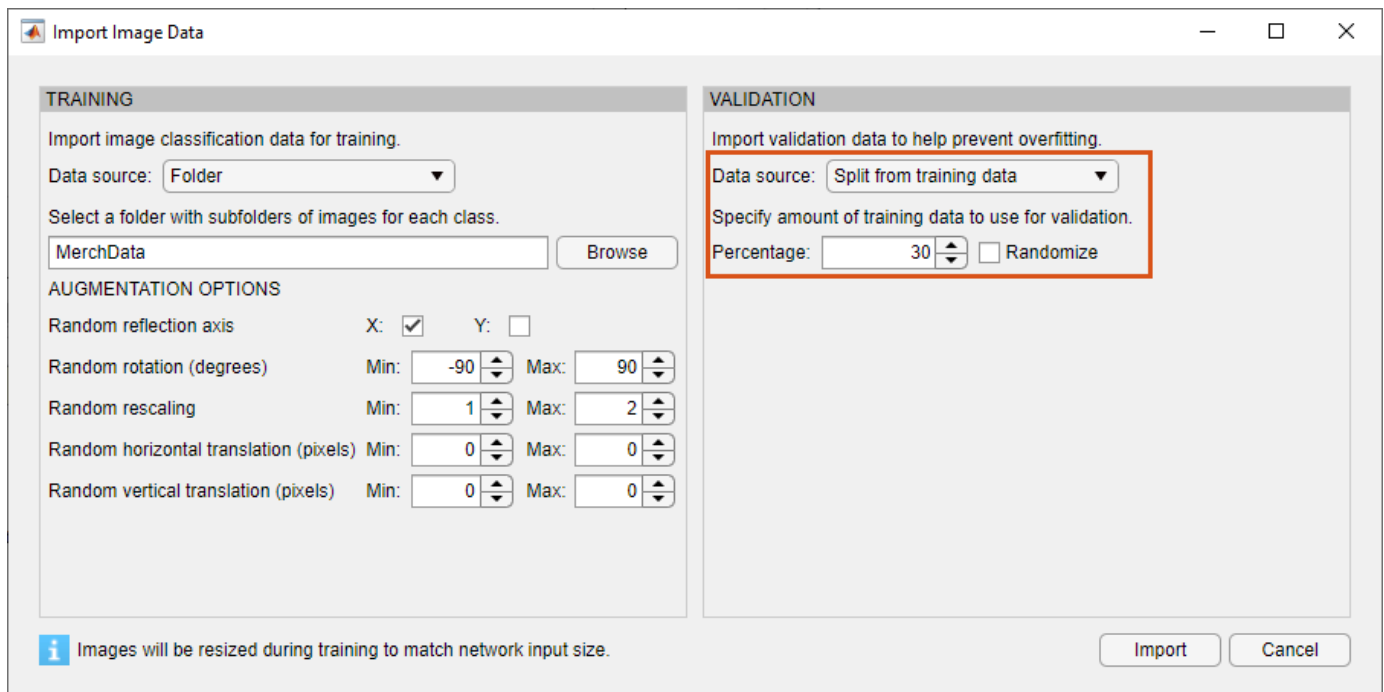 Import Image Data
TRAINING
Import image classification data for training.
Data source: Folder
Select a folder with subfolders of images for each class.
MerchData Browse
AUGMENTATION OPTIONS
Random reflection axis X: Y:
Random rotation (degrees) Min: -90 Max: 90
Random rescaling Min: 1 Max: 2
Random horizontal translation (pixels) Min: 0 Max: 0
Random vertical translation (pixels) Min: 0 Max: 0
VALIDATION
Import validation data to help prevent overfitting.
Data source: Split from training data
Specify amount of training data to use for validation.
Percentage: 30 Randomize
Images will be resized during training to match network input size.
Import Cancel